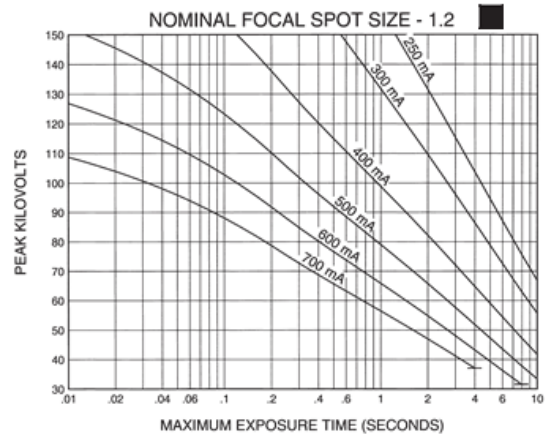 NOMINAL FOCAL SPOT SIZE - 1.2
150
140
130
120
110
100
90
80
70
60
50
40
30
PEAK KILOVOLTS
250 mA
300 mA
400 mA
500 mA
600 mA
700 mA
.01 .02 .04 .06 .1 .2 .4 .6 1 2 4 6 10
MAXIMUM EXPOSURE TIME (SECONDS)